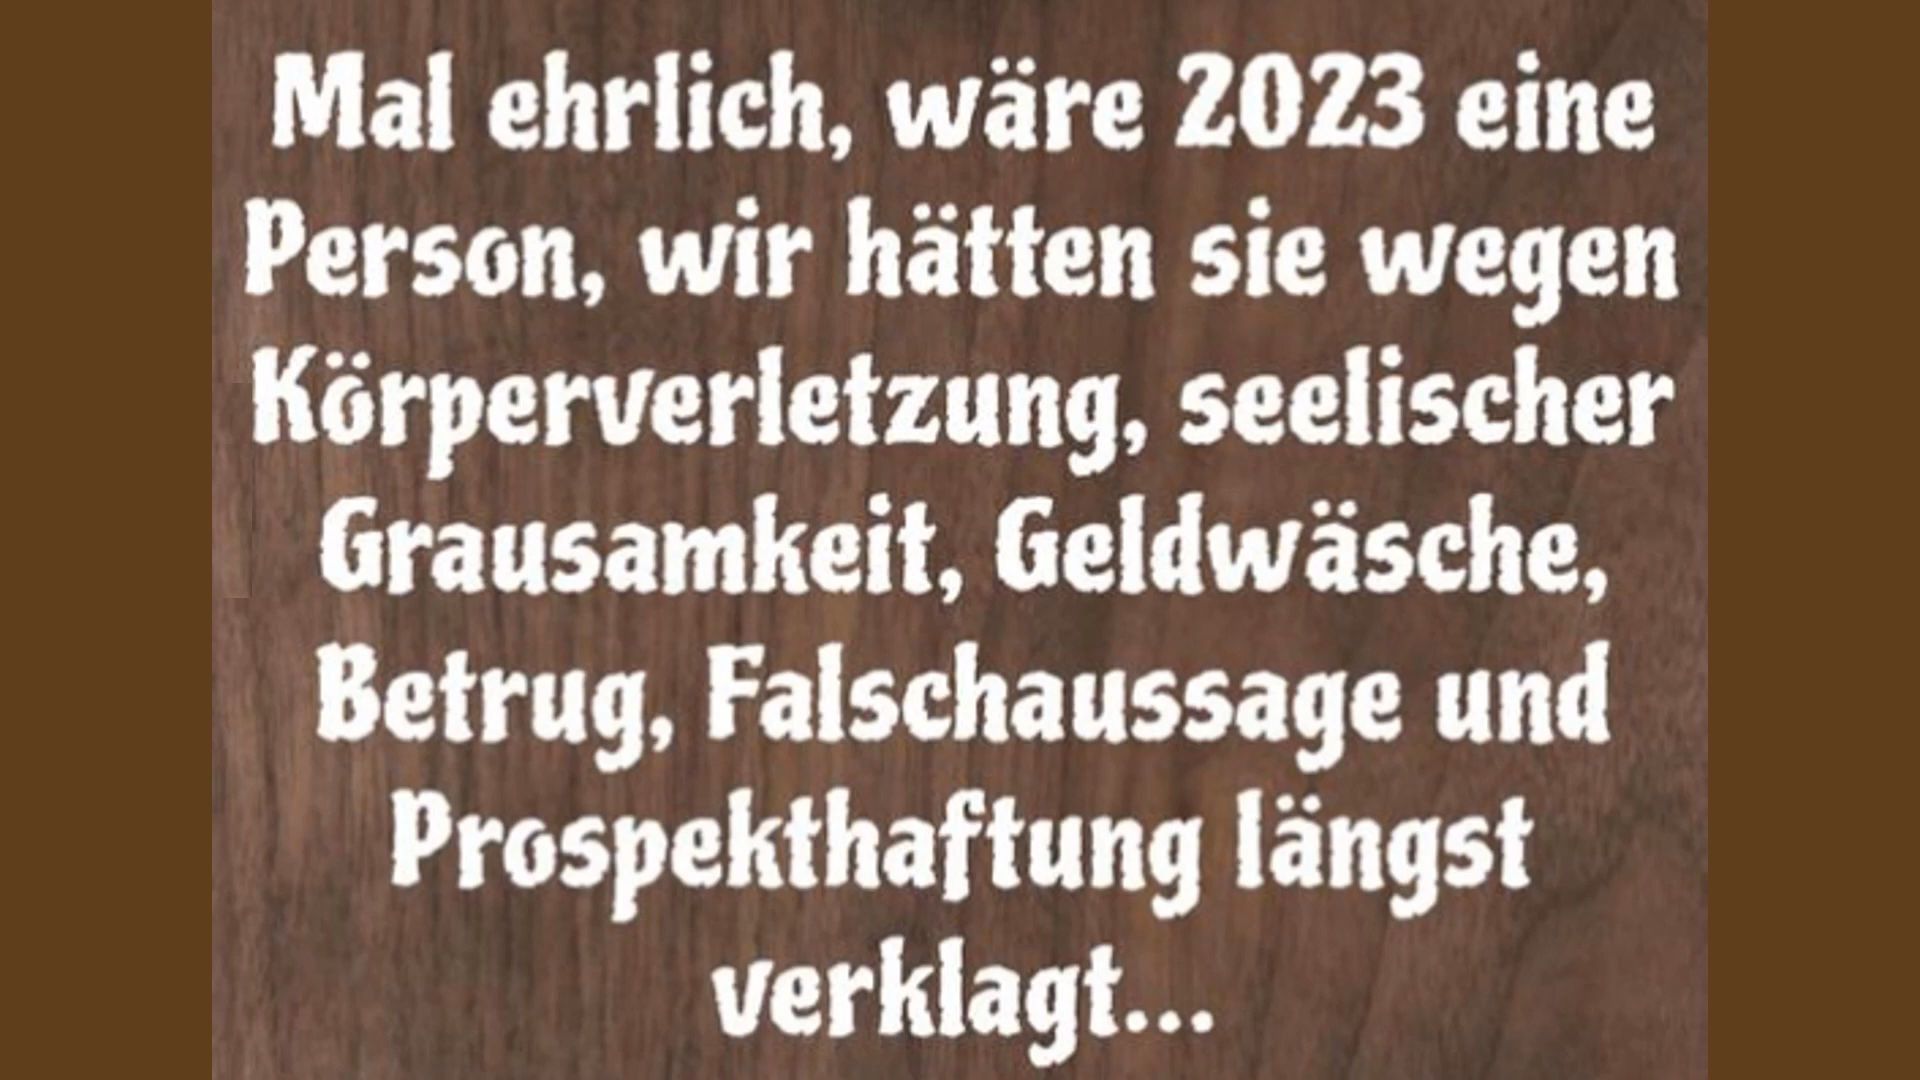 Mal ehrlich, wäre 2023 eine
Person, wir hätten sie wegen
Körperverletzung, seelischer
Grausamkeit, Geldwäsche,
Betrug, Falschaussage und
Prospekthaftung längst
verklagt...